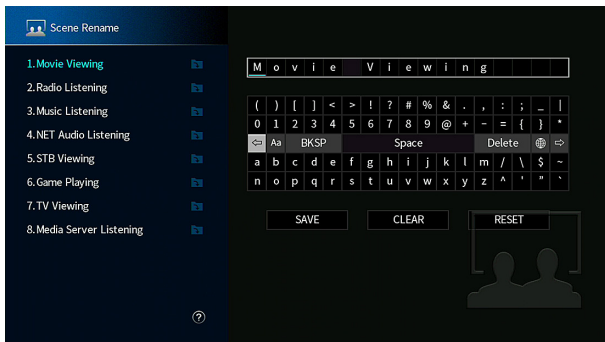 Scene Rename
1.Movie Viewing
2.Radio Listening
3.Music Listening
4.NET Audio Listening
5.STB Viewing
6.Game Playing
7.TV Viewing
8.Media Server Listening
?
Movie Viewing
( ) [ ] < > ! ? # % & . , : ; _ |
0 1 2 3 4 5 6 7 8 9 @ + - = { } *
⇦ Aa BKSP Space Delete ⇨
a b c d e f g h i j k l m / \ $ ~
n o p q r s t u v w x y z ^ ' " `
SAVE CLEAR RESET